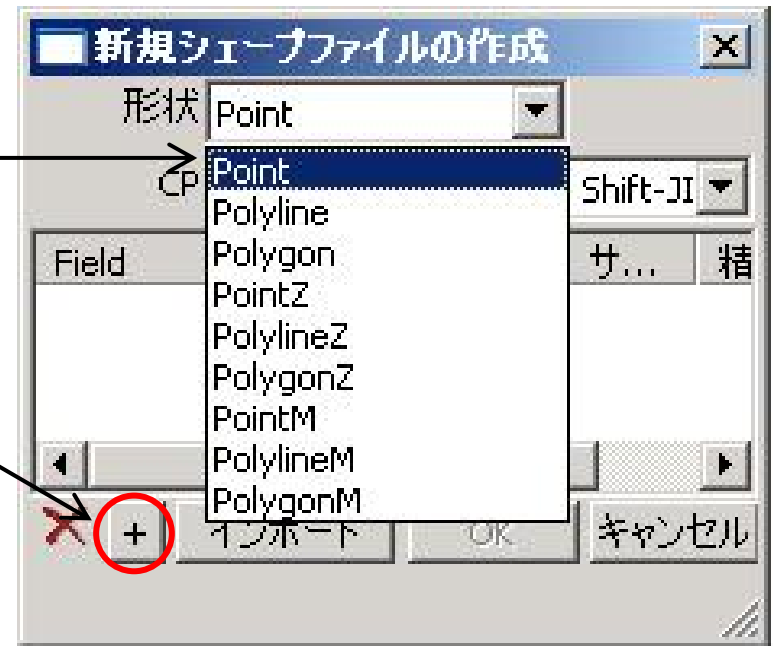 新規シェープファイルの作成
形状 Point
Point
CP
Shift-JI
Polyline
Polygon
Field
サ...
精
PointZ
PolylineZ
PolygonZ
PointM
PolylineM
PolygonM
+
インポート
OK
キャンセル